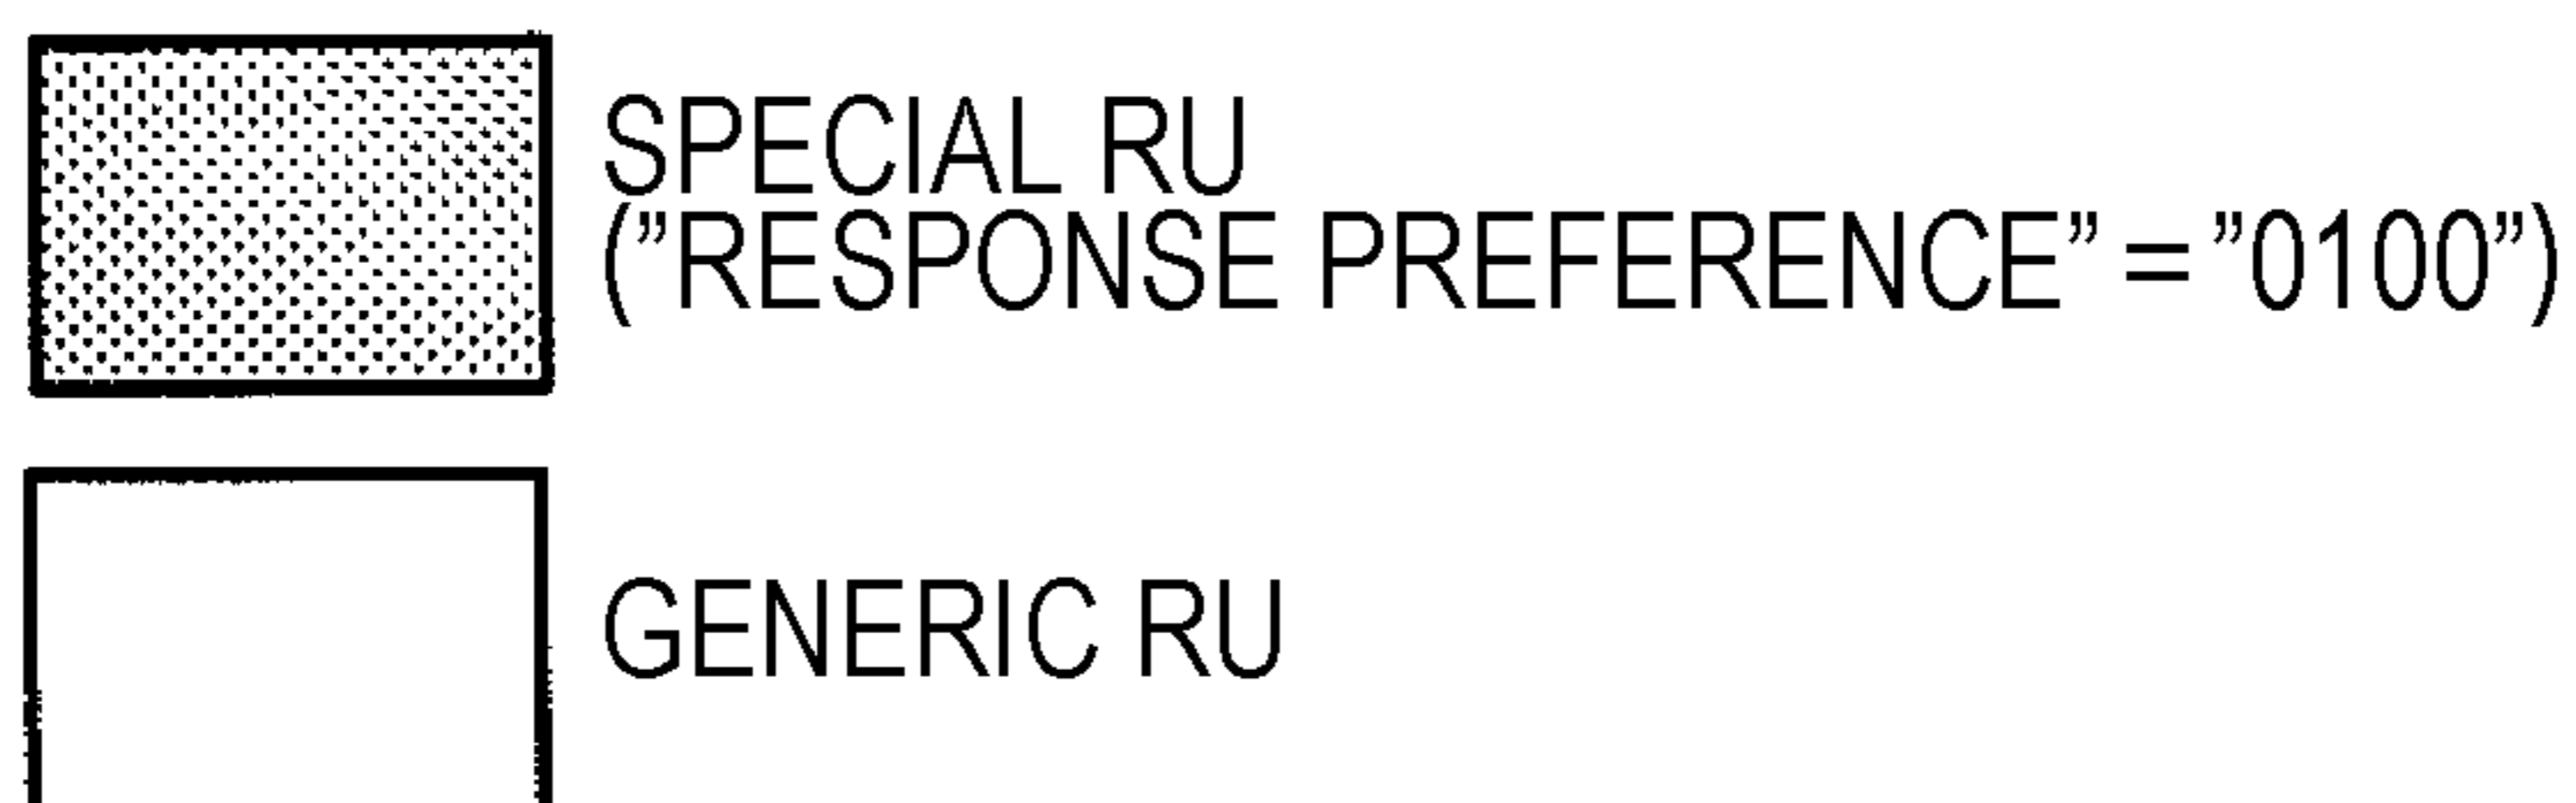 SPECIAL RU
(”RESPONSE PREFERENCE” = ”0100”)
GENERIC RU